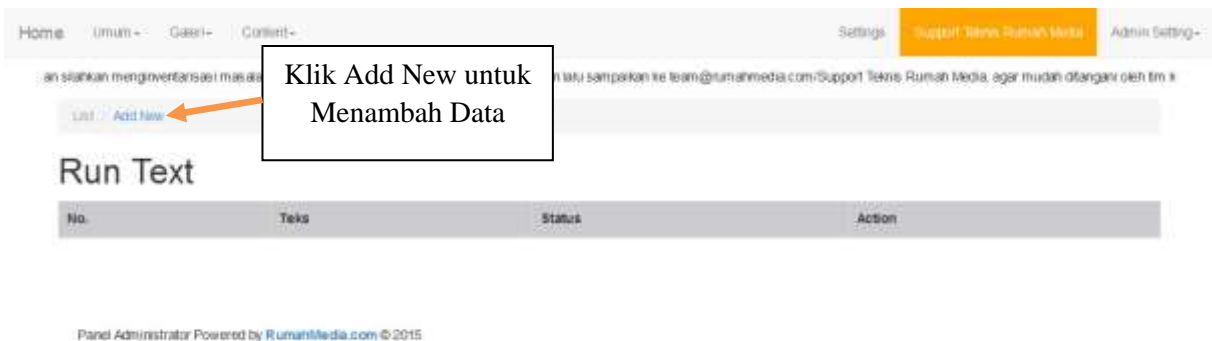 Home Umum Galeri Content Settings Support Teknis Rumah Media Admin Setting
an silahkan menginventarisasi masala n lalu sampaikan ke team@rumahmedia.com/Support Teknis Rumah Media, agar mudah ditangani oleh tim k
Klik Add New untuk
Menambah Data
List / Add New
Run Text
No. Teks Status Action
Panel Administrator Powered by RumahMedia.com © 2015